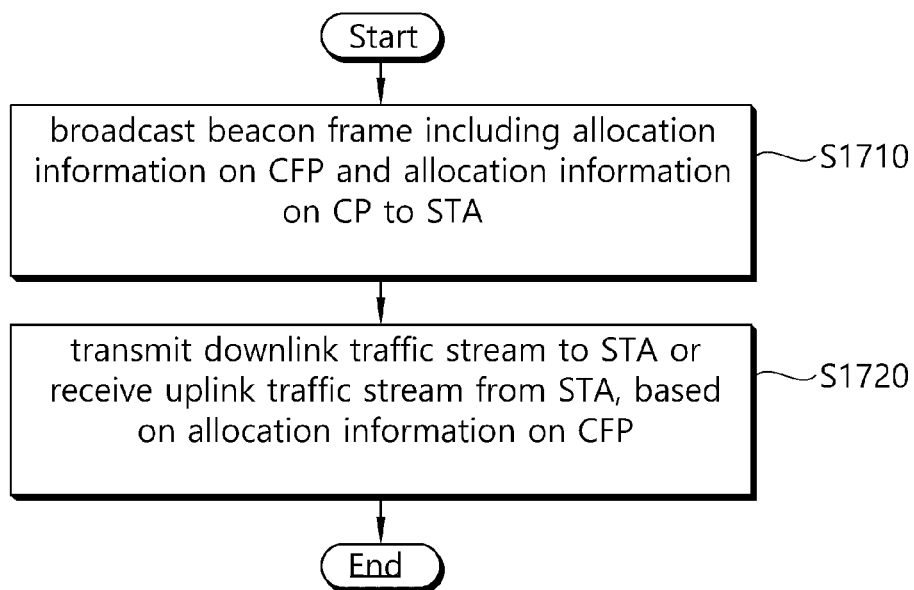 Start
broadcast beacon frame including allocation
information on CFP and allocation information
on CP to STA
S1710
transmit downlink traffic stream to STA or
receive uplink traffic stream from STA, based
on allocation information on CFP
S1720
End